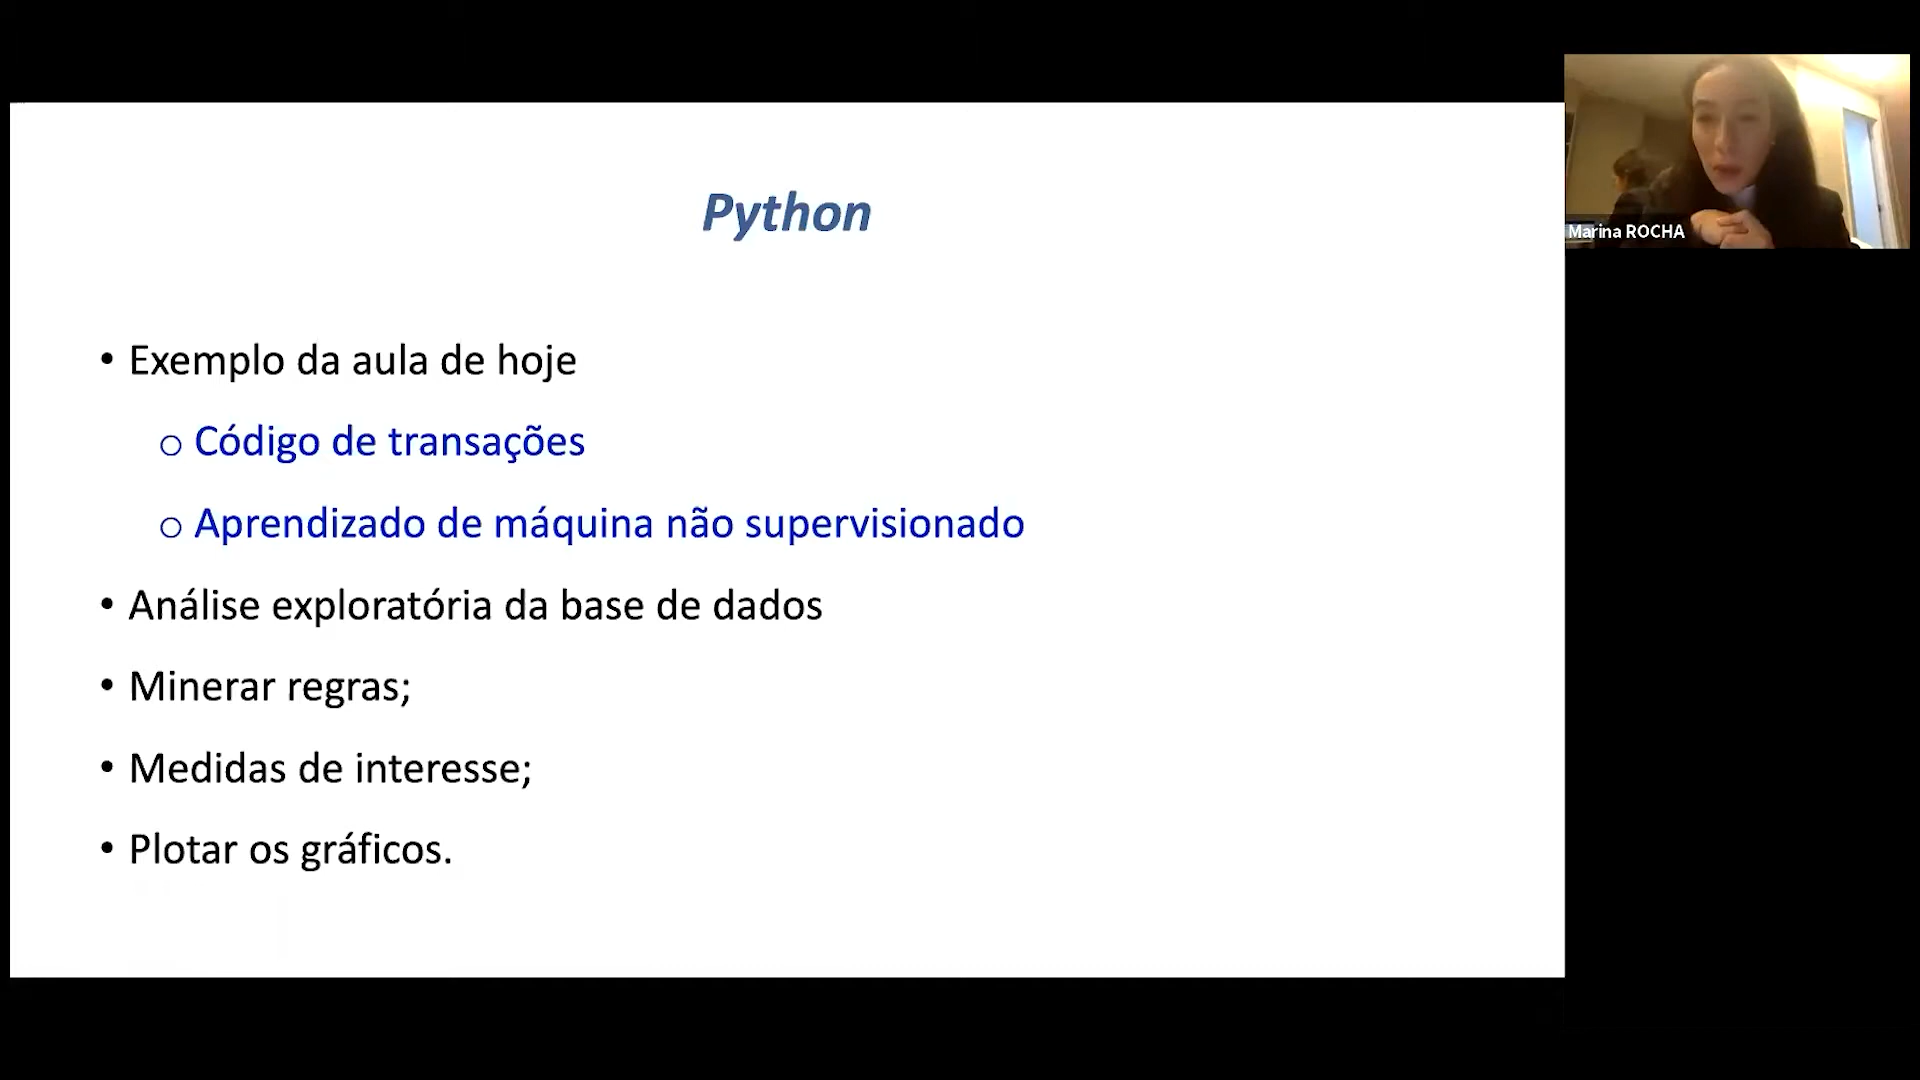 Python
• Exemplo da aula de hoje
o Código de transações
o Aprendizado de máquina não supervisionado
• Análise exploratória da base de dados
• Minerar regras;
• Medidas de interesse;
• Plotar os gráficos.
Marina ROCHA